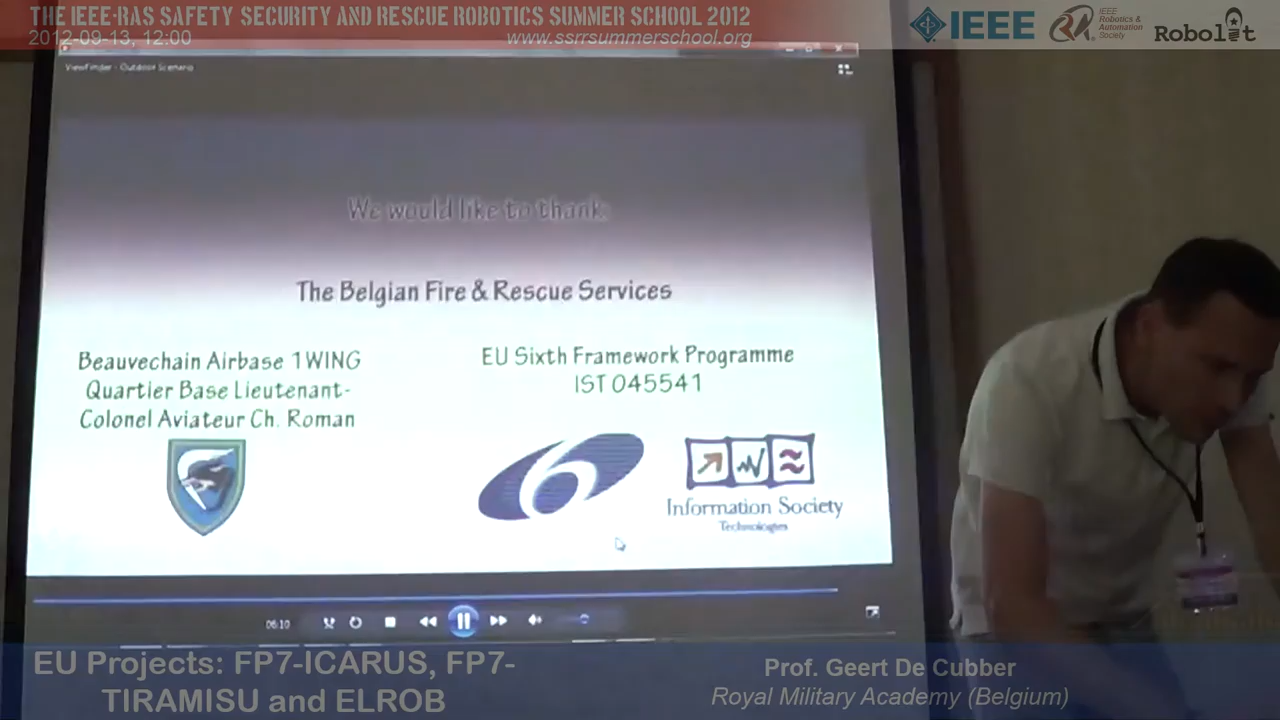 THE IEEE-RAS SAFETY SECURITY AND RESCUE ROBOTICS SUMMER SCHOOL 2012
2012-09-13, 12:00
www.ssrrsummerschool.org
IEEE
IEEE
Robotics &
Automation
Society
Robolit
ViewFinder - Outdoor Scenario
We would like to thank:
The Belgian Fire & Rescue Services
Beauvechain Airbase 1WING
Quartier Base Lieutenant-
Colonel Aviateur Ch. Roman
EU Sixth Framework Programme
IST 045541
6
Information Society
Technologies
06:10
EU Projects: FP7-ICARUS, FP7-
TIRAMISU and ELROB
Prof. Geert De Cubber
Royal Military Academy (Belgium)